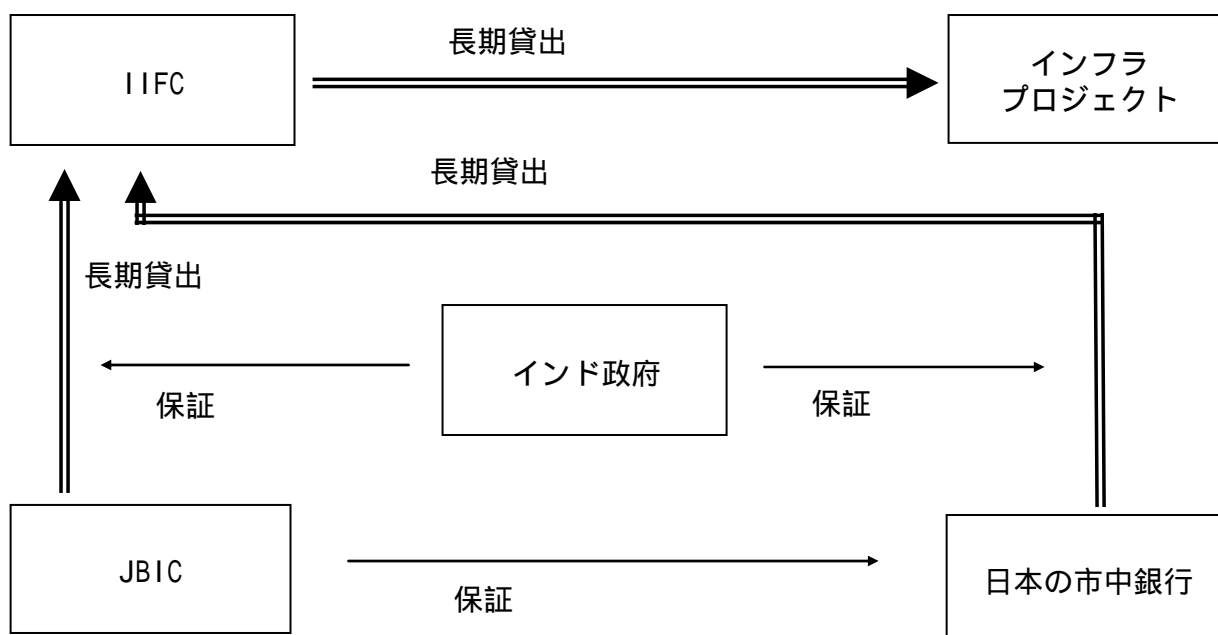 長期貸出
IIFC
インフラ
プロジェクト
長期貸出
長期貸出
インド政府
保証
保証
JBIC
日本の市中銀行
保証